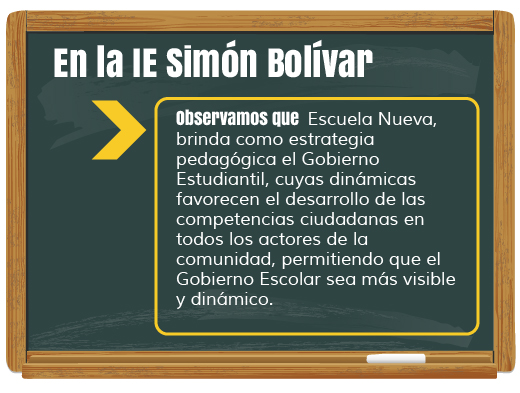 En la IE Simón Bolívar
Observamos que Escuela Nueva,
brinda como estrategia
pedagógica el Gobierno
Estudiantil, cuyas dinámicas
favorecen el desarrollo de las
competencias ciudadanas en
todos los actores de la
comunidad, permitiendo que el
Gobierno Escolar sea más visible
y dinámico.